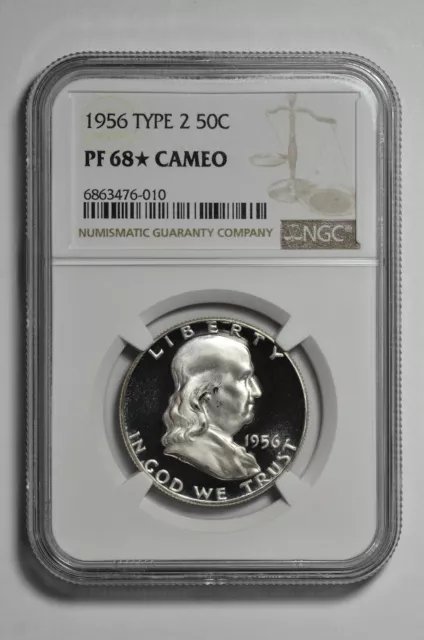 1956 TYPE 2 50C
PF 68★ CAMEO
6863476-010
NUMISMATIC GUARANTY COMPANY
NGC®
LIBERTY
1956
IN GOD WE TRUST